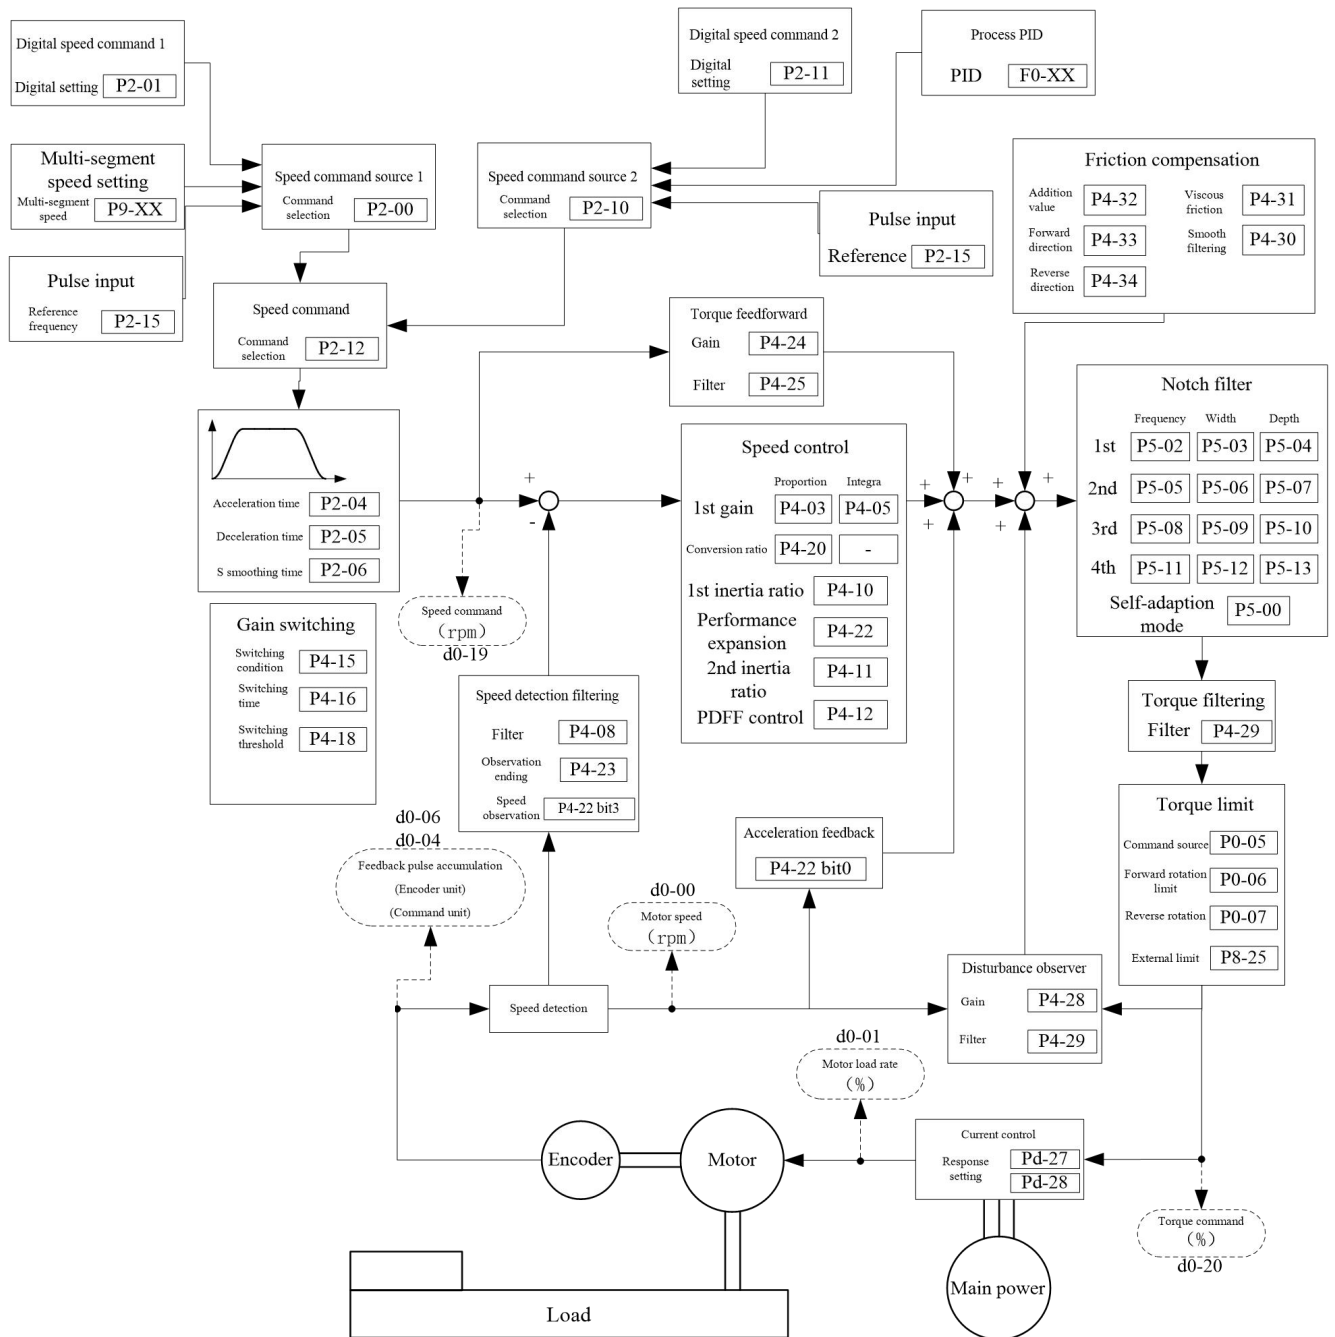 Digital speed command 1
Digital setting P2-01
Digital speed command 2
Digital
setting
P2-11
Process PID
PID F0-XX
Multi-segment
speed setting
Multi-segment
speed
P9-XX
Speed command source 1
Command
selection
P2-00
Speed command source 2
Command
selection
P2-10
Pulse input
Reference P2-15
Friction compensation
Addition
value
P4-32
Viscous
friction
P4-31
Forward
direction
P4-33
Smooth
filtering
P4-30
Reverse
direction
P4-34
Pulse input
Reference
frequency
P2-15
Speed command
Command
selection
P2-12
Torque feedforward
Gain P4-24
Filter P4-25
Acceleration time P2-04
Deceleration time P2-05
S smoothing time P2-06
+
-
Speed control
Proportion Integra
1st gain P4-03 P4-05
Conversion ratio P4-20 -
1st inertia ratio P4-10
Performance
expansion
P4-22
2nd inertia
ratio
P4-11
PDFF control P4-12
+
+
+
+
+
+
+
Notch filter
Frequency Width Depth
1st P5-02 P5-03 P5-04
2nd P5-05 P5-06 P5-07
3rd P5-08 P5-09 P5-10
4th P5-11 P5-12 P5-13
Self-adaption
mode
P5-00
Speed command
(rpm)
d0-19
Gain switching
Switching
condition
P4-15
Switching
time
P4-16
Switching
threshold
P4-18
Speed detection filtering
Filter P4-08
Observation
ending
P4-23
Speed
observation
P4-22 bit3
Torque filtering
Filter P4-29
Torque limit
Command source P0-05
Forward rotation
limit
P0-06
Reverse rotation P0-07
External limit P8-25
d0-06
d0-04
Feedback pulse accumulation
(Encoder unit)
(Command unit)
Acceleration feedback
P4-22 bit0
d0-00
Motor speed
(rpm)
Speed detection
Disturbance observer
Gain P4-28
Filter P4-29
d0-01
Motor load rate
(%)
Encoder
Motor
Current control
Response
setting
Pd-27
Pd-28
Torque command
(%)
d0-20
Main power
Load